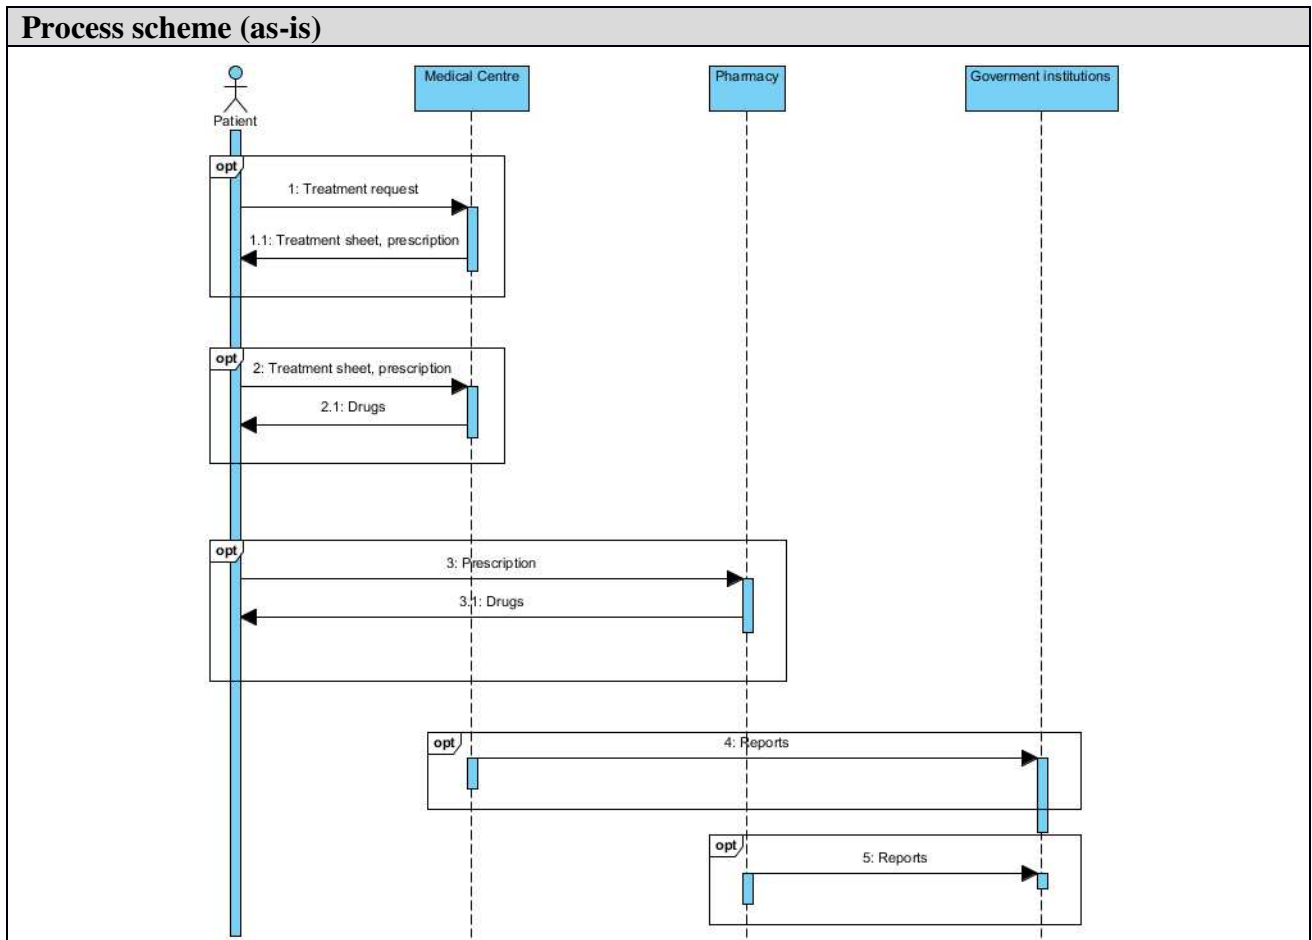 Process scheme (as-is)
Patient
Medical Centre
Pharmacy
Goverment institutions
opt
1: Treatment request
1.1: Treatment sheet, prescription
opt
2: Treatment sheet, prescription
2.1: Drugs
opt
3: Prescription
3.1: Drugs
opt
4: Reports
opt
5: Reports